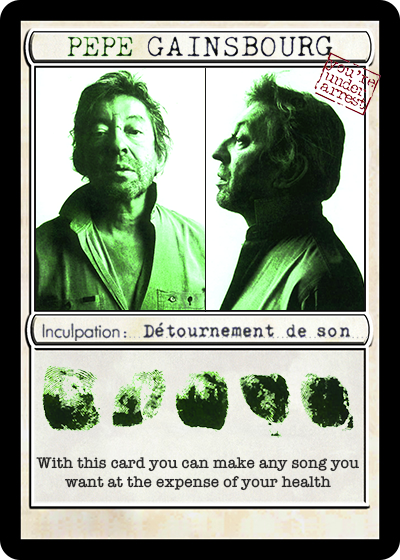 PEPE GAINSBOURG
you're
under
arrest
Inculpation: Détournement de son
With this card you can make any song you
want at the expense of your health